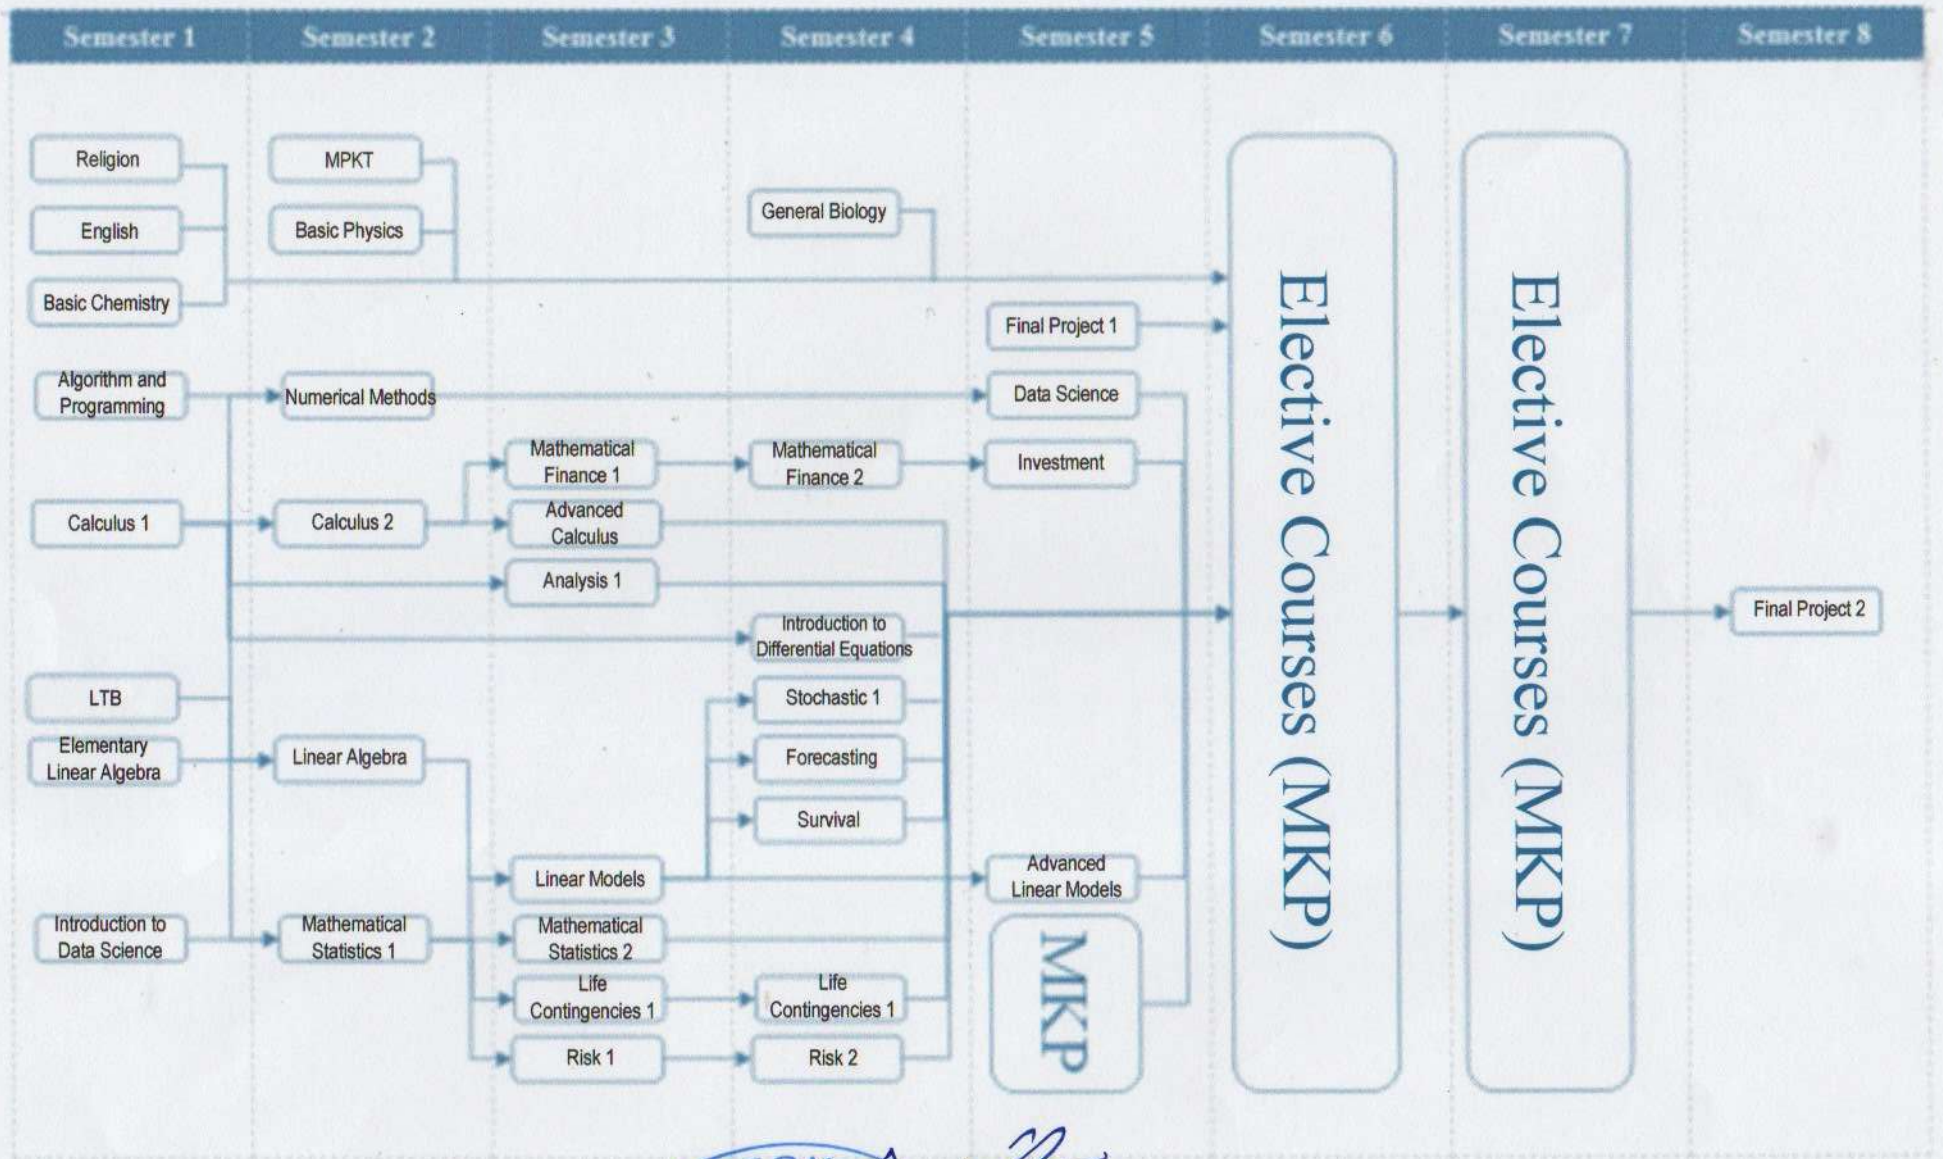 Semester 1
Semester 2
Semester 3
Semester 4
Semester 5
Semester 6
Semester 7
Semester 8
Religion
English
Basic Chemistry
Algorithm and
Programming
Calculus 1
LTB
Elementary
Linear Algebra
Introduction to
Data Science
MPKT
Basic Physics
Numerical Methods
Calculus 2
Linear Algebra
Mathematical
Statistics 1
Mathematical
Finance 1
Advanced
Calculus
Analysis 1
Linear Models
Mathematical
Statistics 2
Life
Contingencies 1
Risk 1
General Biology
Mathematical
Finance 2
Introduction to
Differential Equations
Stochastic 1
Forecasting
Survival
Life
Contingencies 1
Risk 2
Final Project 1
Data Science
Investment
Advanced
Linear Models
MKP
Elective Courses (MKP)
Elective Courses (MKP)
Final Project 2